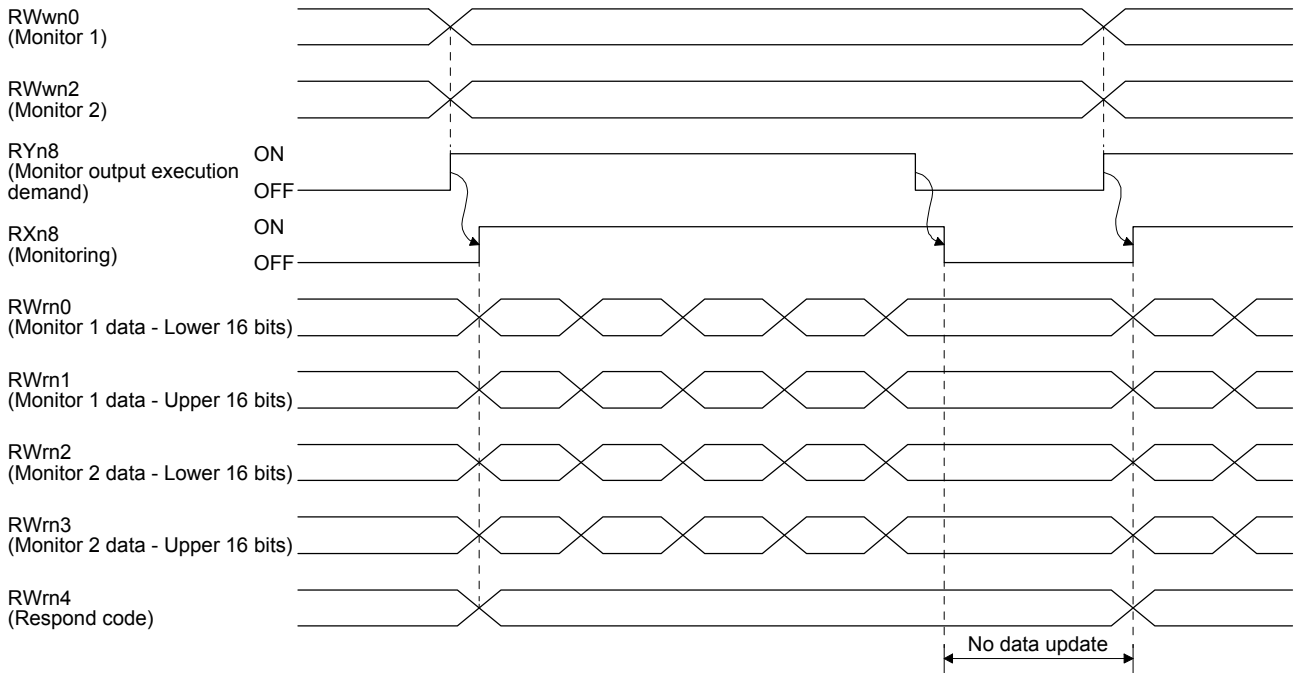 RWwn0
(Monitor 1)
RWwn2
(Monitor 2)
RYn8
(Monitor output execution
demand)
ON
OFF
RXn8
(Monitoring)
ON
OFF
RWrn0
(Monitor 1 data - Lower 16 bits)
RWrn1
(Monitor 1 data - Upper 16 bits)
RWrn2
(Monitor 2 data - Lower 16 bits)
RWrn3
(Monitor 2 data - Upper 16 bits)
RWrn4
(Respond code)
No data update